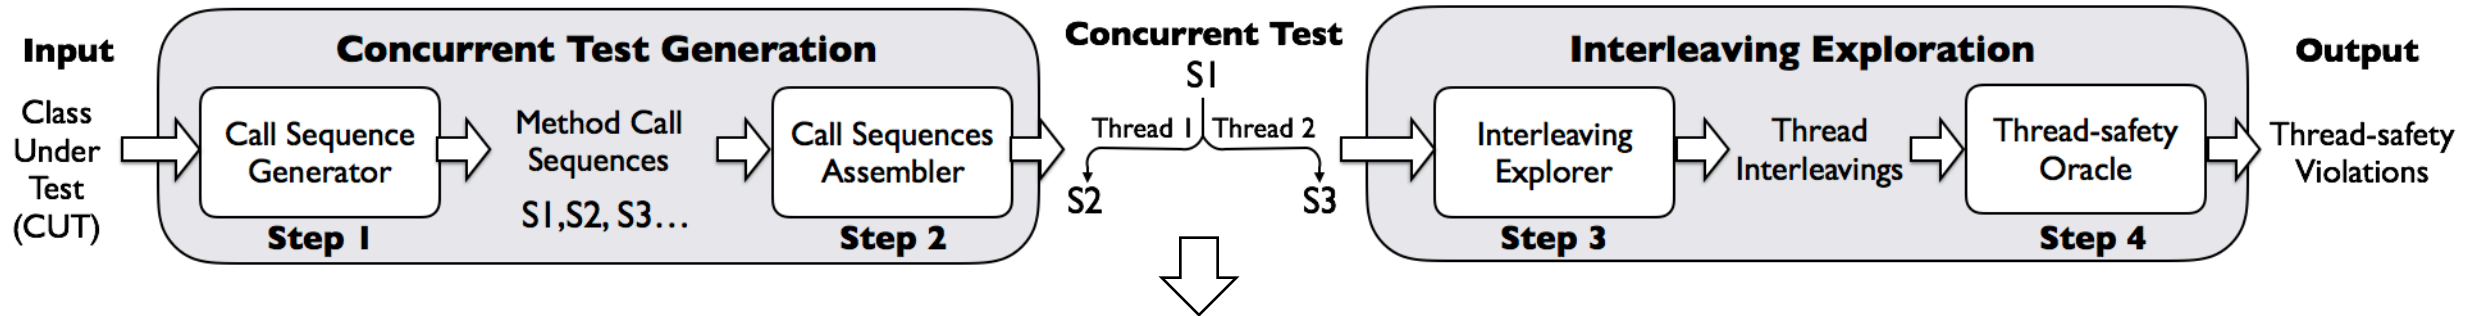 Input
Class
Under
Test
(CUT)
Concurrent Test Generation
Call Sequence
Generator
Step 1
Method Call
Sequences
S1,S2, S3...
Call Sequences
Assembler
Step 2
Concurrent Test
S1
Thread 1 Thread 2
S2 S3
Interleaving Exploration
Interleaving
Explorer
Step 3
Thread
Interleavings
Thread-safety
Oracle
Step 4
Output
Thread-safety
Violations